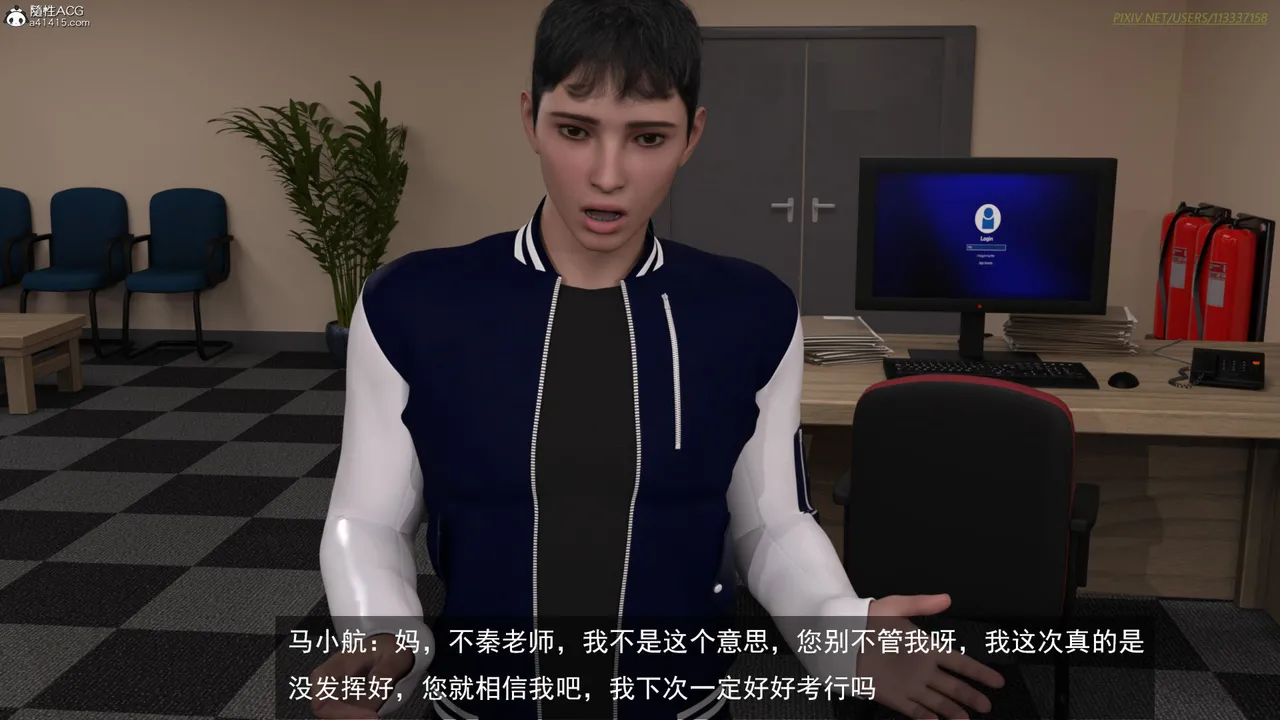 隨性ACG
a41415.com
PIXIV.NET/USERS/113337158
Login
马小航：妈，不秦老师，我不是这个意思，您别不管我呀，我这次真的是
没发挥好，您就相信我吧，我下次一定好好考行吗